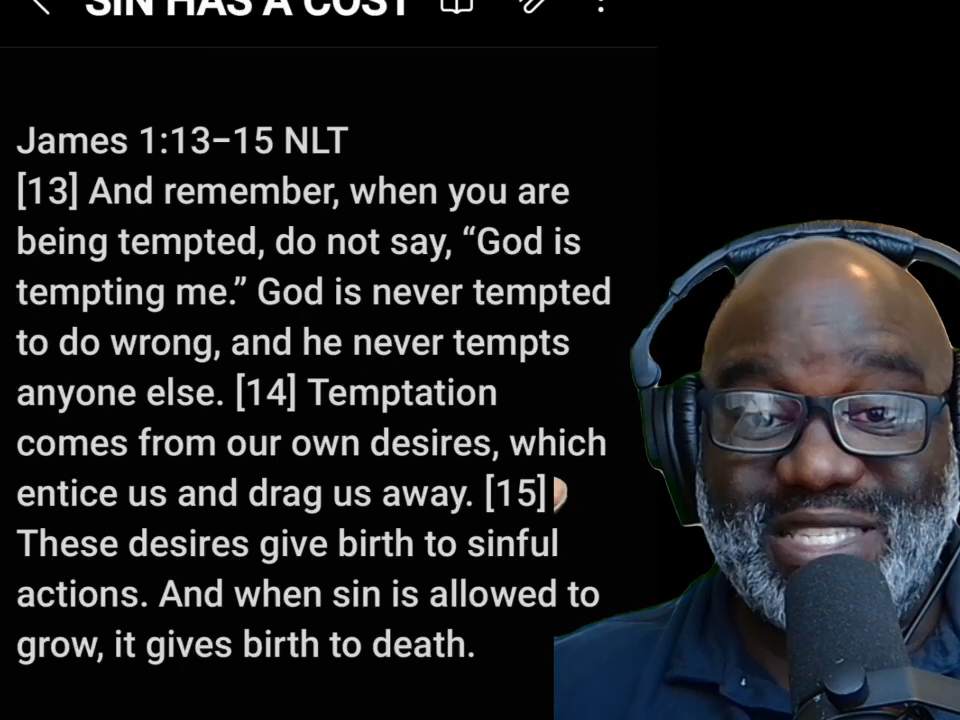 SIN HAS A COST
James 1:13–15 NLT
[13] And remember, when you are
being tempted, do not say, “God is
tempting me.” God is never tempted
to do wrong, and he never tempts
anyone else. [14] Temptation
comes from our own desires, which
entice us and drag us away. [15]
These desires give birth to sinful
actions. And when sin is allowed to
grow, it gives birth to death.